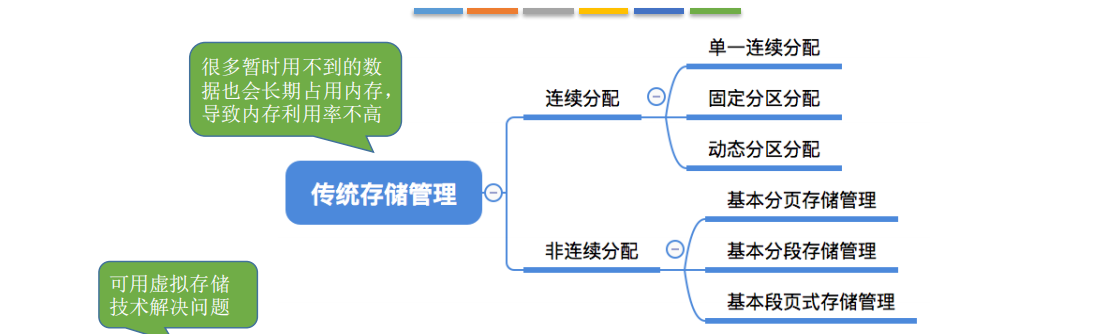 很多暂时用不到的数
据也会长期占用内存，
导致内存利用率不高
传统存储管理
连续分配
单一连续分配
固定分区分配
动态分区分配
非连续分配
基本分页存储管理
基本分段存储管理
基本段页式存储管理
可用虚拟存储
技术解决问题